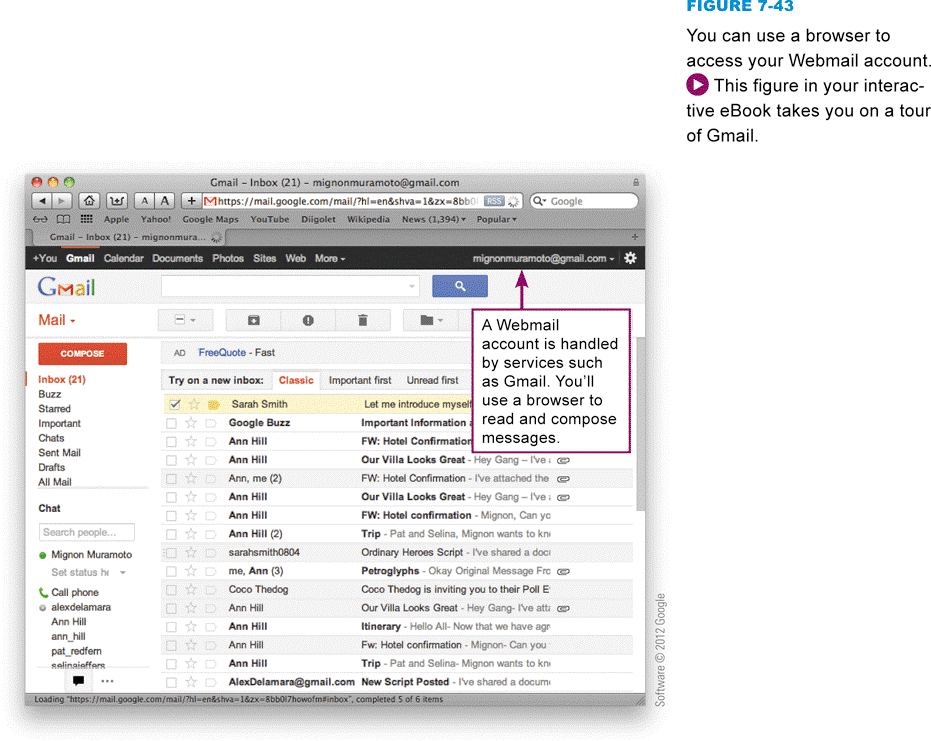 FIGURE 7-43
You can use a browser to
access your Webmail account.
This figure in your interac-
tive eBook takes you on a tour
of Gmail.
Gmail – Inbox (21) – mignonmuramoto@gmail.com
A A + https://mail.google.com/mail/?hl=en&shva=1&zx=8bb0 RSS Google
Apple Yahoo! Google Maps YouTube Diigolet Wikipedia News (1,394) Popular
Gmail – Inbox (21) – mignonmura... +
+You Gmail Calendar Documents Photos Sites Web More mignonmuramoto@gmail.com
Gmail
Mail
A Webmail
account is handled
by services such
as Gmail. You’ll
use a browser to
read and compose
messages.
COMPOSE
AD FreeQuote - Fast
Try on a new inbox: Classic Important first Unread first
Inbox (21)
Buzz
Starred
Important
Chats
Sent Mail
Drafts
All Mail
Chat
Search people...
Mignon Muramoto
Set status
Call phone
alexdelamara
Ann Hill
ann_hill
pat_redfern
selinajeffers
Sarah Smith Let me introduce myself
Google Buzz Important Information
Ann Hill FW: Hotel Confirmation
Ann Hill Our Villa Looks Great - Hey Gang – I've
Ann, me (2) FW: Hotel Confirmation - I've attached the
Ann Hill Our Villa Looks Great - Hey Gang – I've
Ann Hill FW: Hotel confirmation - Mignon, Can yo
Ann Hill (2) Trip - Pat and Selina, Mignon wants to kn
sarahsmith0804 Ordinary Heroes Script - I've shared a doc
me, Ann (3) Petroglyphs - Okay Original Message Fro
Coco Thedog Coco Thedog is inviting you to their Poll E
Ann Hill Our Villa Looks Great - Hey Gang- I've atta
Ann Hill Itinerary - Hello All- Now that we have agr
Ann Hill Fw: Hotel confirmation - Mignon- Can you
Ann Hill Trip - Pat and Selina- Mignon wants to kn
AlexDelamara@gmail.com New Script Posted - I've shared a docum
Loading "https://mail.google.com/mail/?hl=en&shva=1&zx=8bb0i7howofm#inbox", completed 5 of 6 items
Software © 2012 Google